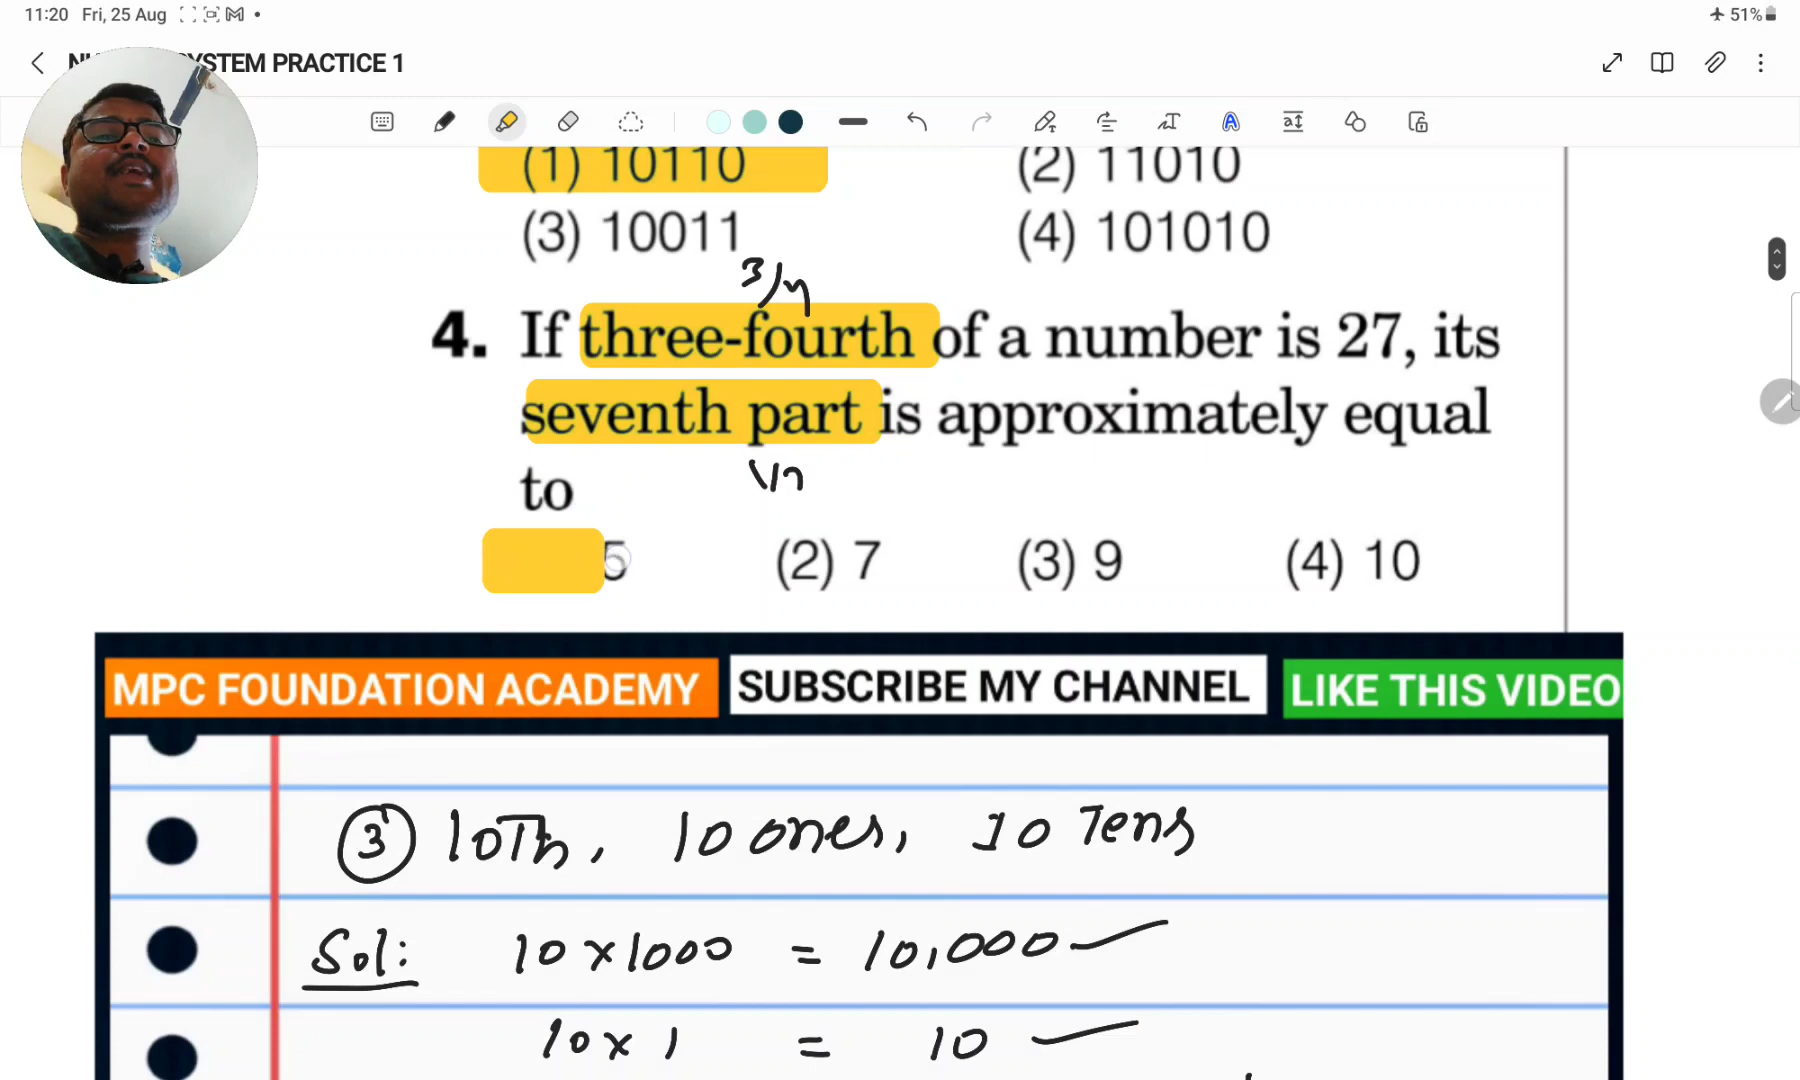 11:20 Fri, 25 Aug 51%
SYSTEM PRACTICE 1
(1) 10110 (2) 11010
(3) 10011 (4) 101010
3/4
4. If three-fourth of a number is 27, its
seventh part is approximately equal
1/7
to
5 (2) 7 (3) 9 (4) 10
MPC FOUNDATION ACADEMY SUBSCRIBE MY CHANNEL LIKE THIS VIDEO
3 10Th, 10 ones, 10 Tens
Sol: 10 x 1000 = 10,000
10 x 1 = 10